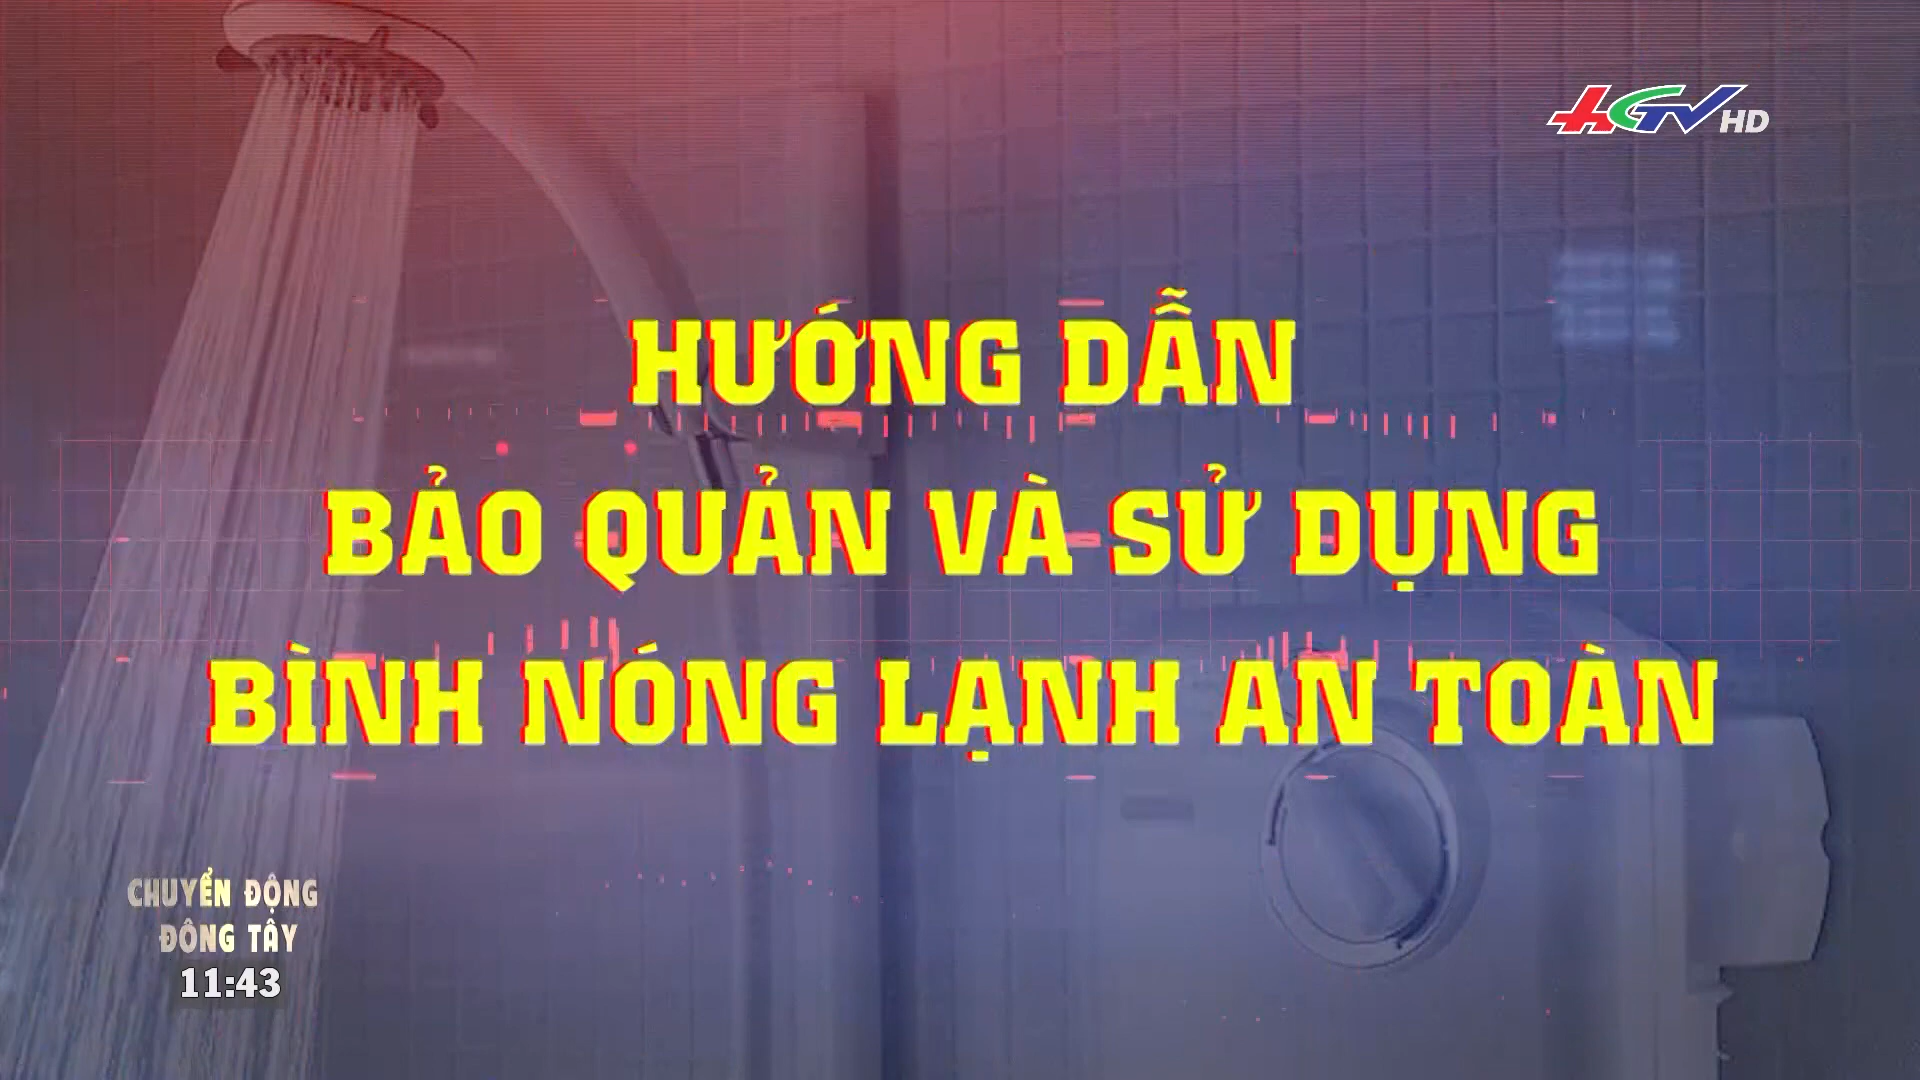 HGTV HD
HƯỚNG DẪN
BẢO QUẢN VÀ SỬ DỤNG
BÌNH NÓNG LẠNH AN TOÀN
CHUYỂN ĐỘNG
ĐÔNG TÂY
11:43